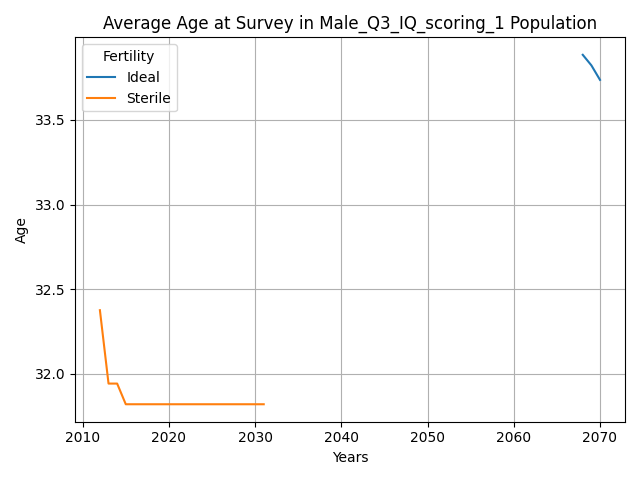 Average Age at Survey in Male_Q3_IQ_scoring_1 Population
Fertility
Ideal
Sterile
33.5
33.0
32.5
32.0
Age
2010 2020 2030 2040 2050 2060 2070
Years